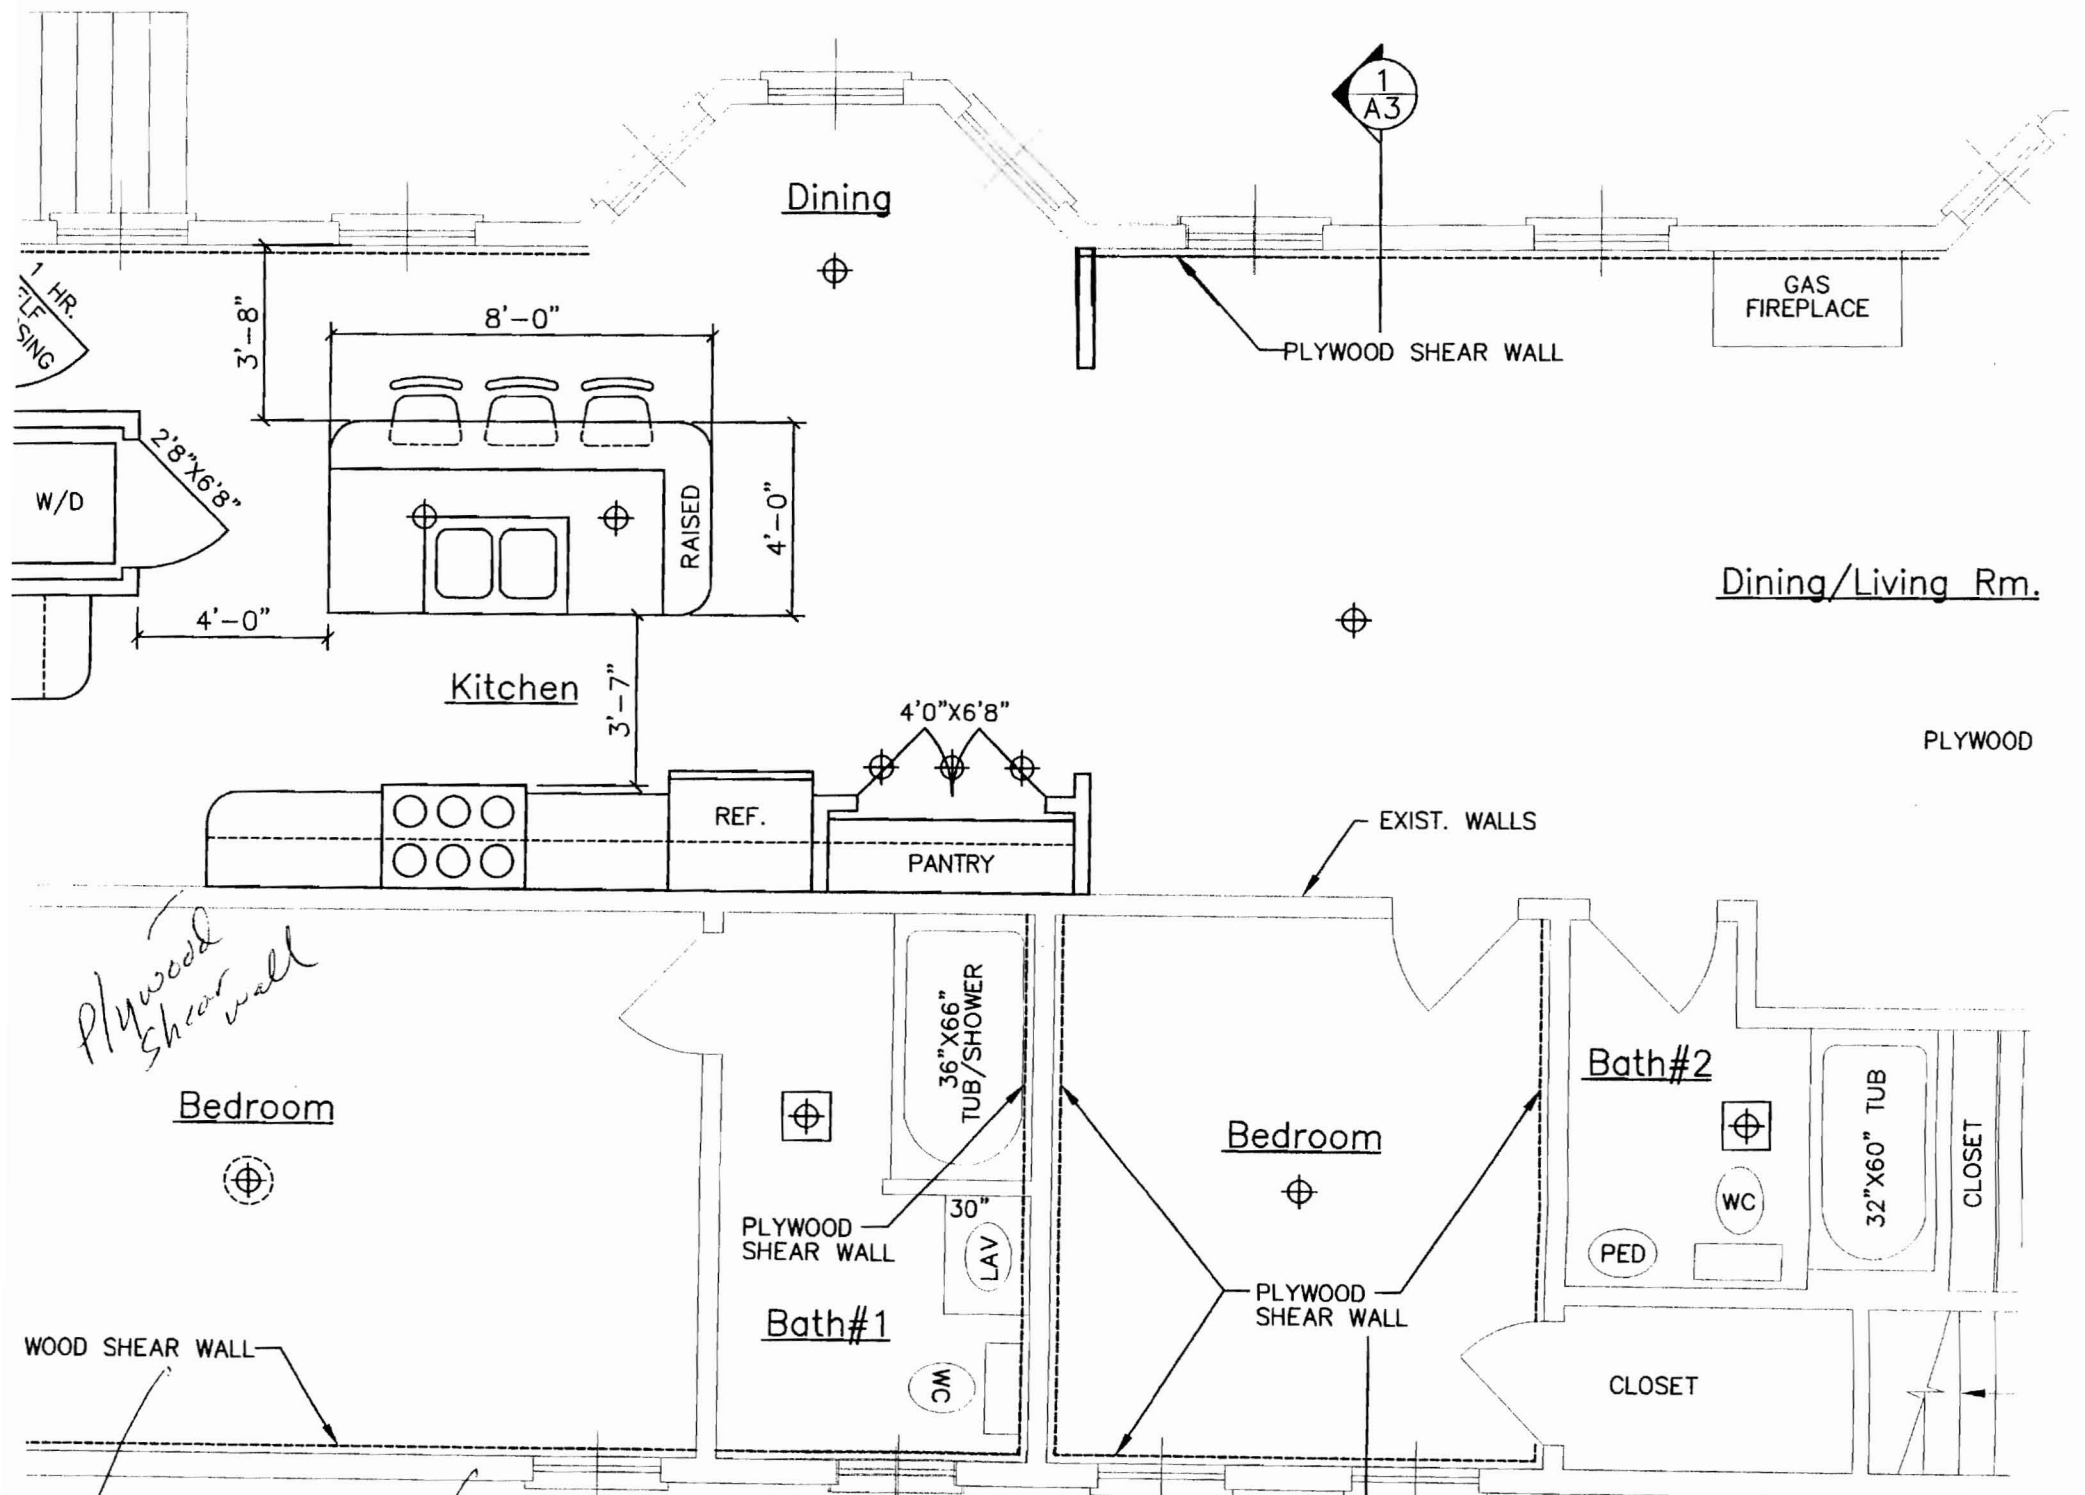 1
A3
Dining
1 HR.
SING
8'-0"
3'-8"
GAS
FIREPLACE
PLYWOOD SHEAR WALL
2'8"X6'8"
W/D
RAISED
4'-0"
Dining/Living Rm.
4'-0"
Kitchen
3'-7"
4'0"X6'8"
PLYWOOD
REF.
PANTRY
EXIST. WALLS
Plywood
Shear
wall
36"X66"
TUB/SHOWER
Bath#2
32"X60" TUB
CLOSET
Bedroom
Bedroom
WC
30"
PLYWOOD
SHEAR WALL
LAV
PED
PLYWOOD
SHEAR WALL
Bath#1
WOOD SHEAR WALL
WC
CLOSET